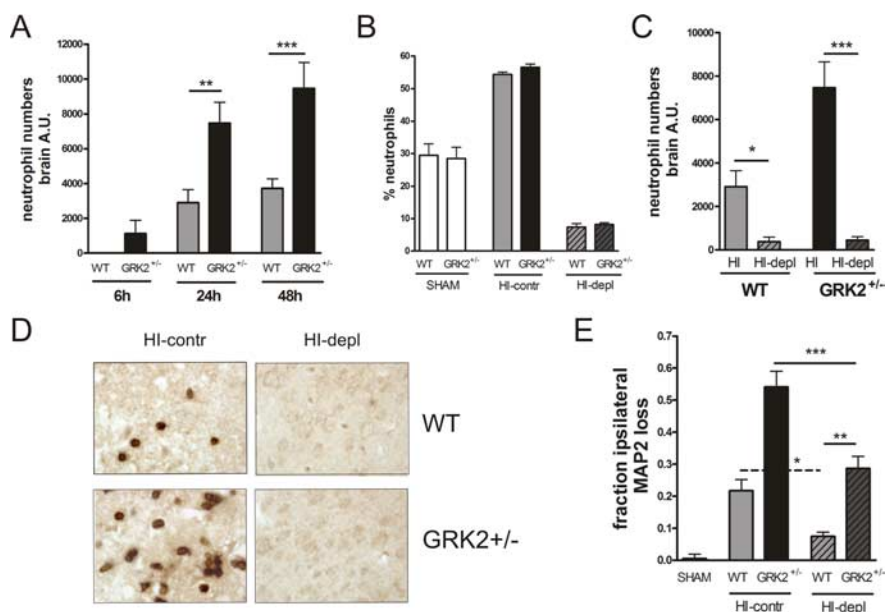 A
neutrophil numbers
brain A.U.
12000
10000
8000
6000
4000
2000
0
**
***
WT GRK2+/- WT GRK2+/- WT GRK2+/-
6h 24h 48h
B
% neutrophils
60
50
40
30
20
10
0
WT GRK2+/- WT GRK2+/- WT GRK2+/-
SHAM HI-contr HI-depl
C
neutrophil numbers
brain A.U.
10000
8000
6000
4000
2000
0
*
***
HI HI-depl HI HI-depl
WT GRK2+/-
D
HI-contr HI-depl
WT
GRK2+/-
E
fraction ipsilateral
MAP2 loss
0.7
0.6
0.5
0.4
0.3
0.2
0.1
0.0
***
**
*
SHAM WT GRK2+/- WT GRK2+/-
HI-contr HI-depl